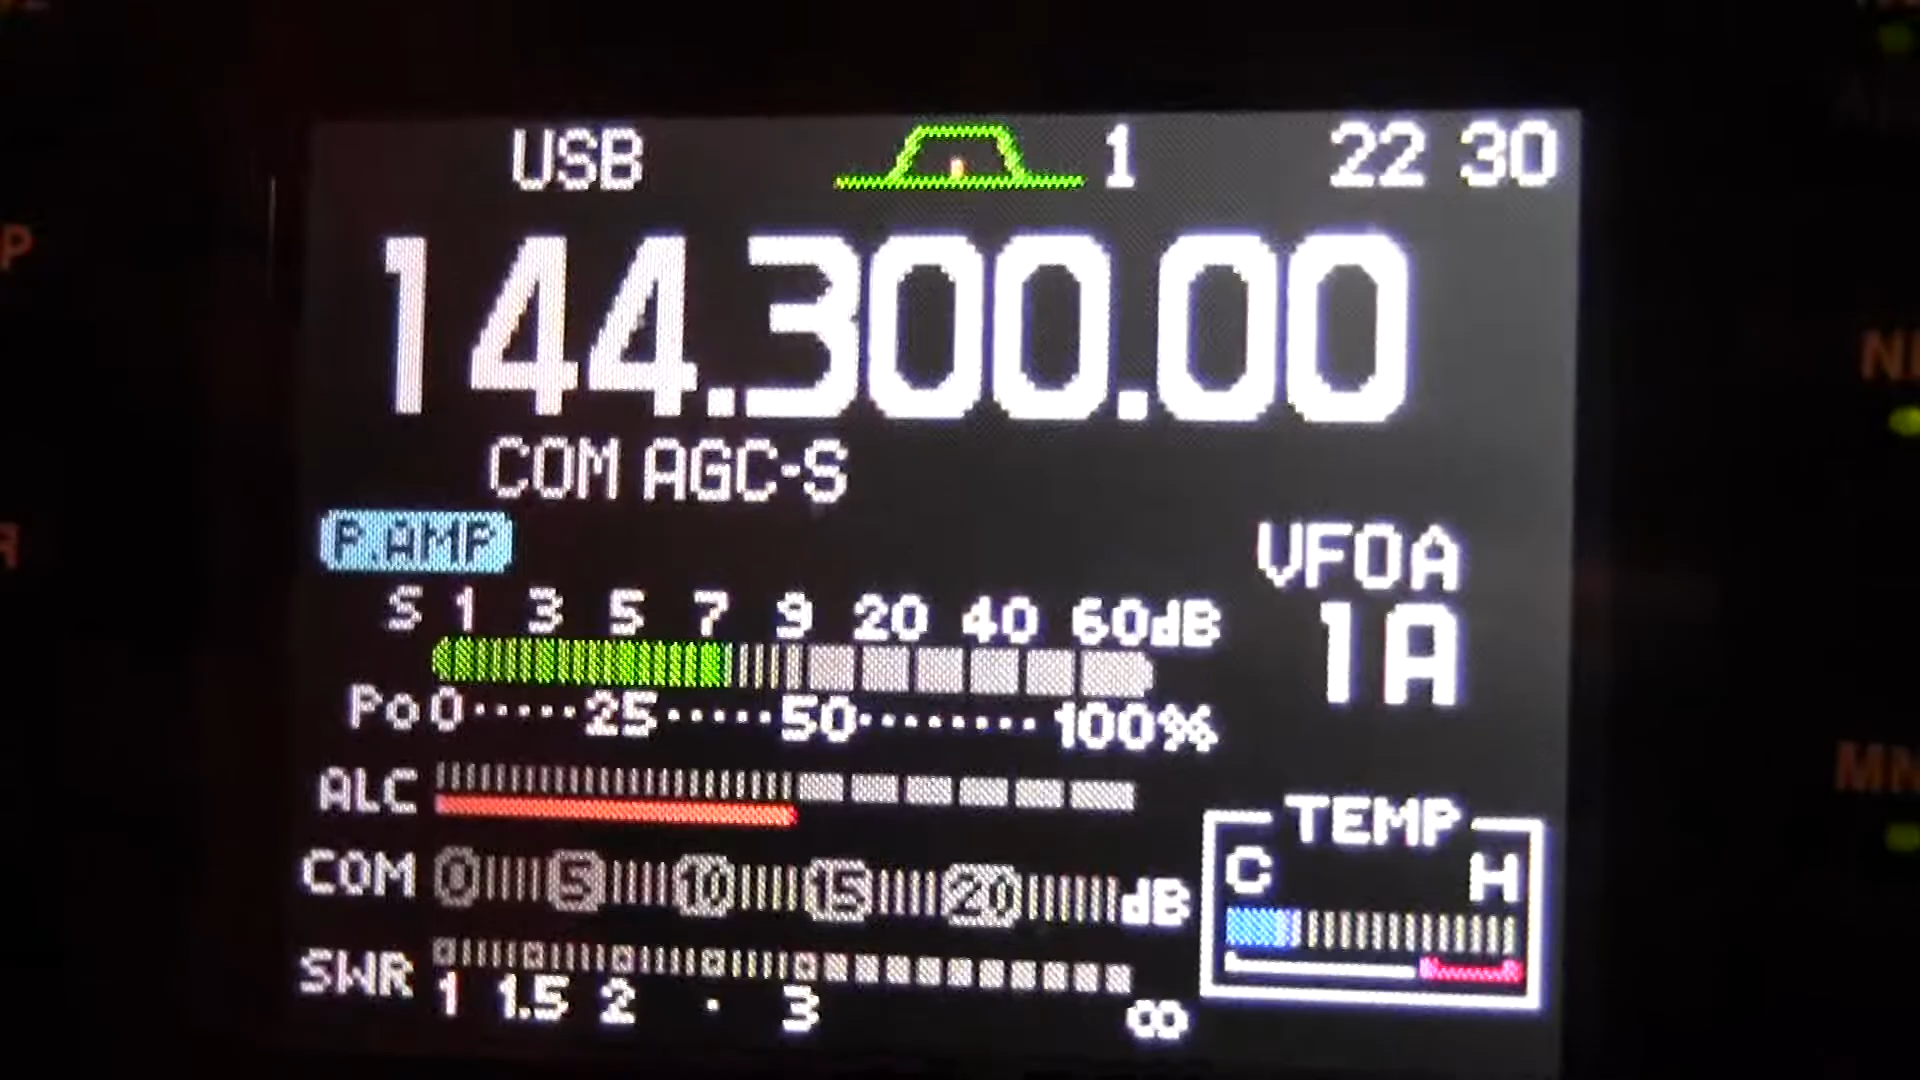 USB 1 22 30
144.300.00
COM AGC-S
P.AMP
VFOA
1A
S 1 3 5 7 9 20 40 60dB
Po 0·····25·····50········100%
ALC
COM 0 5 10 15 20 dB
SWR
1 1.5 2 · 3 ∞
TEMP
C H